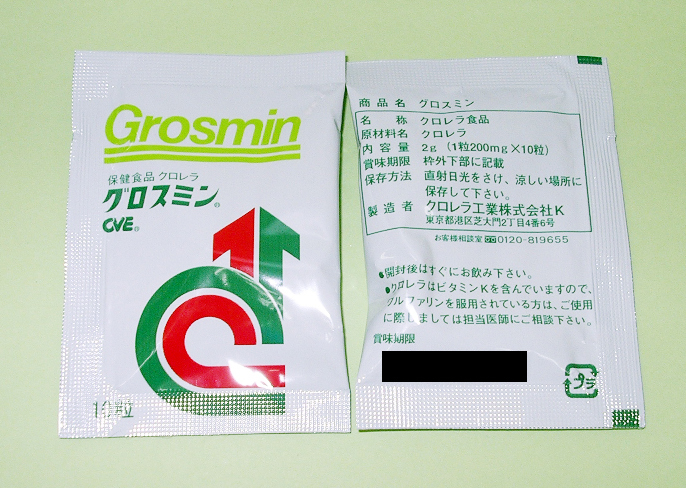 Grosmin
保健食品 クロレラ
グロスミン®
CVE®
10粒
商品名 グロスミン
名称 クロレラ食品
原材料名 クロレラ
内容量 2g (1粒200mg×10粒)
賞味期限 枠外下部に記載
保存方法 直射日光をさけ、涼しい場所に
保存して下さい。
製造者 クロレラ工業株式会社K
東京都港区芝大門2丁目4番6号
お客様相談室 0120-819655
●開封後はすぐにお飲み下さい。
●クロレラはビタミンKを含んでいますので、
ワルファリンを服用されている方は、ご使用
に際しましては担当医師にご相談下さい。
賞味期限
プラ